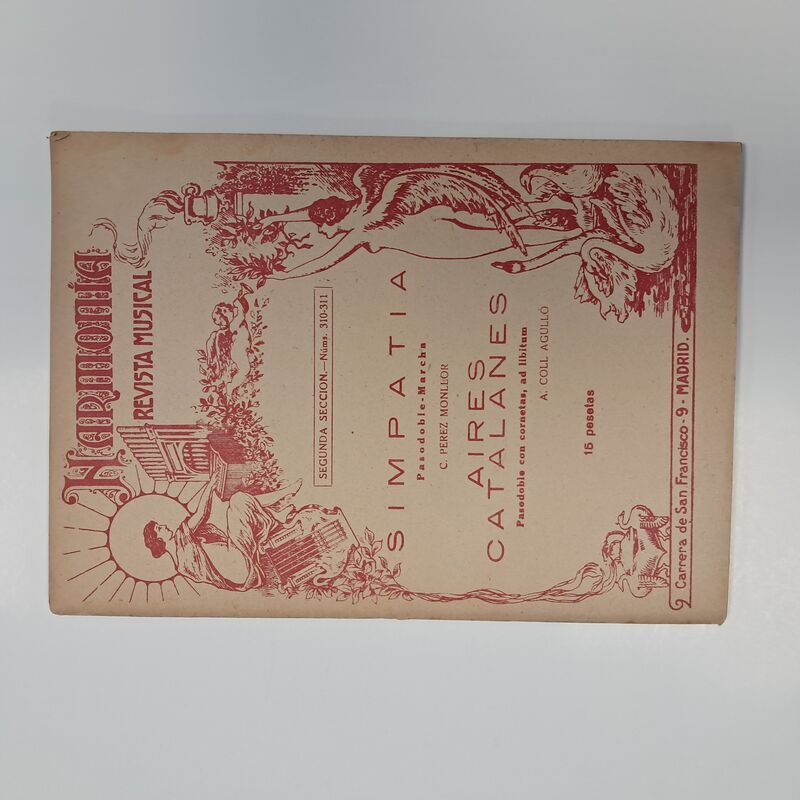 Harmonía
REVISTA MUSICAL
SEGUNDA SECCION.—Núms. 310-311
SIMPATIA
Pasodoble-Marcha
C. PEREZ MONLLOR
AIRES
CATALANES
Pasodoble con cornetas, ad libitum
A. COLL AGULLÓ
15 pesetas
Carrera de San Francisco - 9 - MADRID.